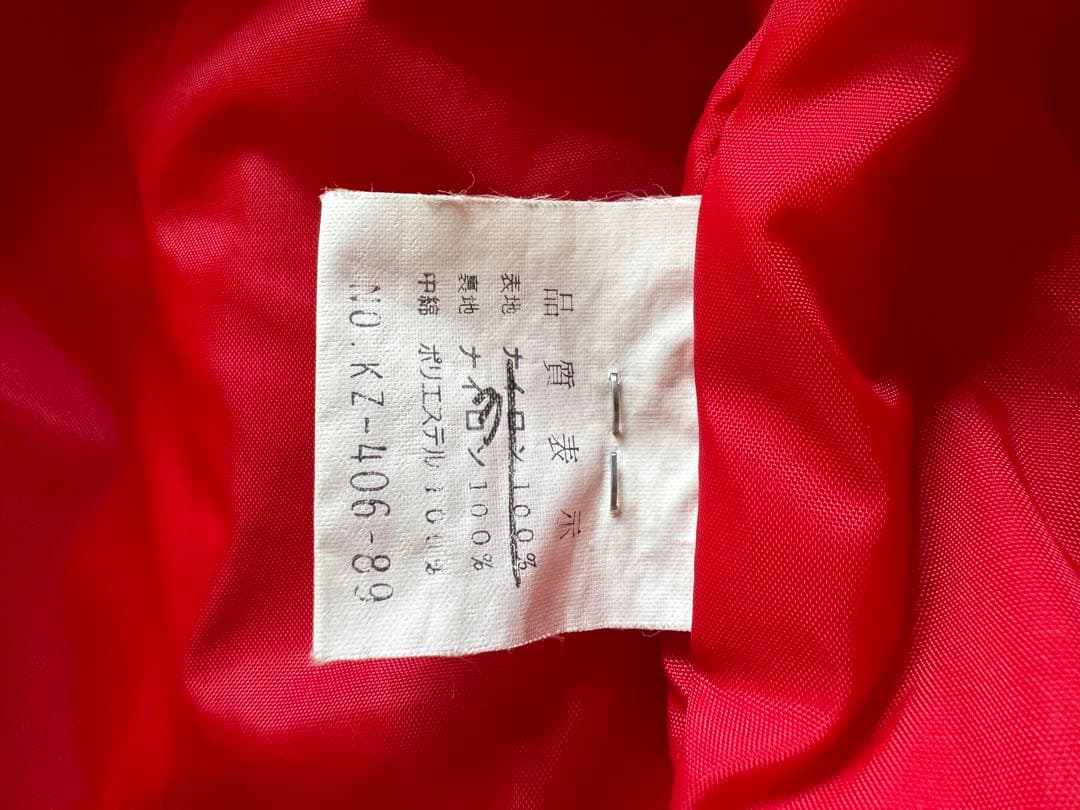 品質表示
表地 ナイロン100%
裏地 ナイロン100%
中綿 ポリエステル100%
NO.KZ-406-89